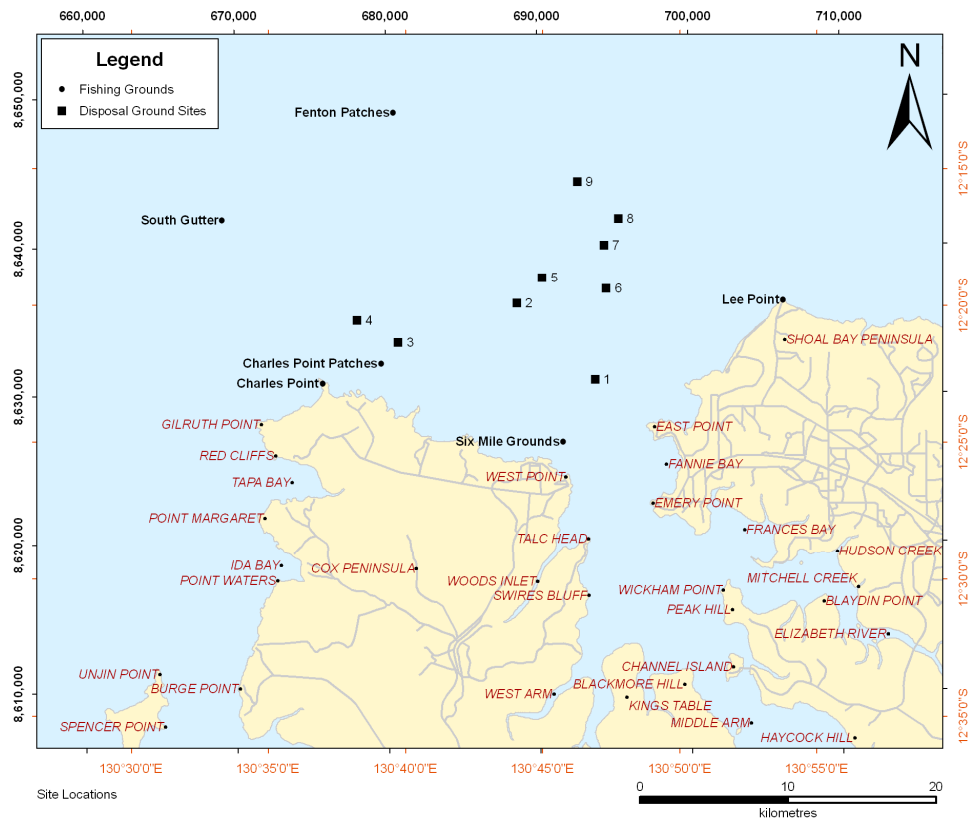 660,000 670,000 680,000 690,000 700,000 710,000
Legend
Fishing Grounds
Disposal Ground Sites
N
8,650,000
8,640,000
8,630,000
8,620,000
8,610,000
12°15'0"S
12°20'0"S
12°25'0"S
12°30'0"S
12°35'0"S
Fenton Patches
9
South Gutter
8
7
5
6
2
Lee Point
4
SHOAL BAY PENINSULA
3
Charles Point Patches
1
Charles Point
GILRUTH POINT
EAST POINT
Six Mile Grounds
RED CLIFFS
FANNIE BAY
WEST POINT
TAPA BAY
EMERY POINT
POINT MARGARET
FRANCES BAY
TALC HEAD
HUDSON CREEK
IDA BAY
COX PENINSULA
MITCHELL CREEK
POINT WATERS
WOODS INLET
WICKHAM POINT
SWIRES BLUFF
BLAYDIN POINT
PEAK HILL
ELIZABETH RIVER
CHANNEL ISLAND
UNJIN POINT
BLACKMORE HILL
BURGE POINT
WEST ARM
KINGS TABLE
MIDDLE ARM
SPENCER POINT
HAYCOCK HILL
130°30'0"E 130°35'0"E 130°40'0"E 130°45'0"E 130°50'0"E 130°55'0"E
Site Locations
0 10 20
kilometres